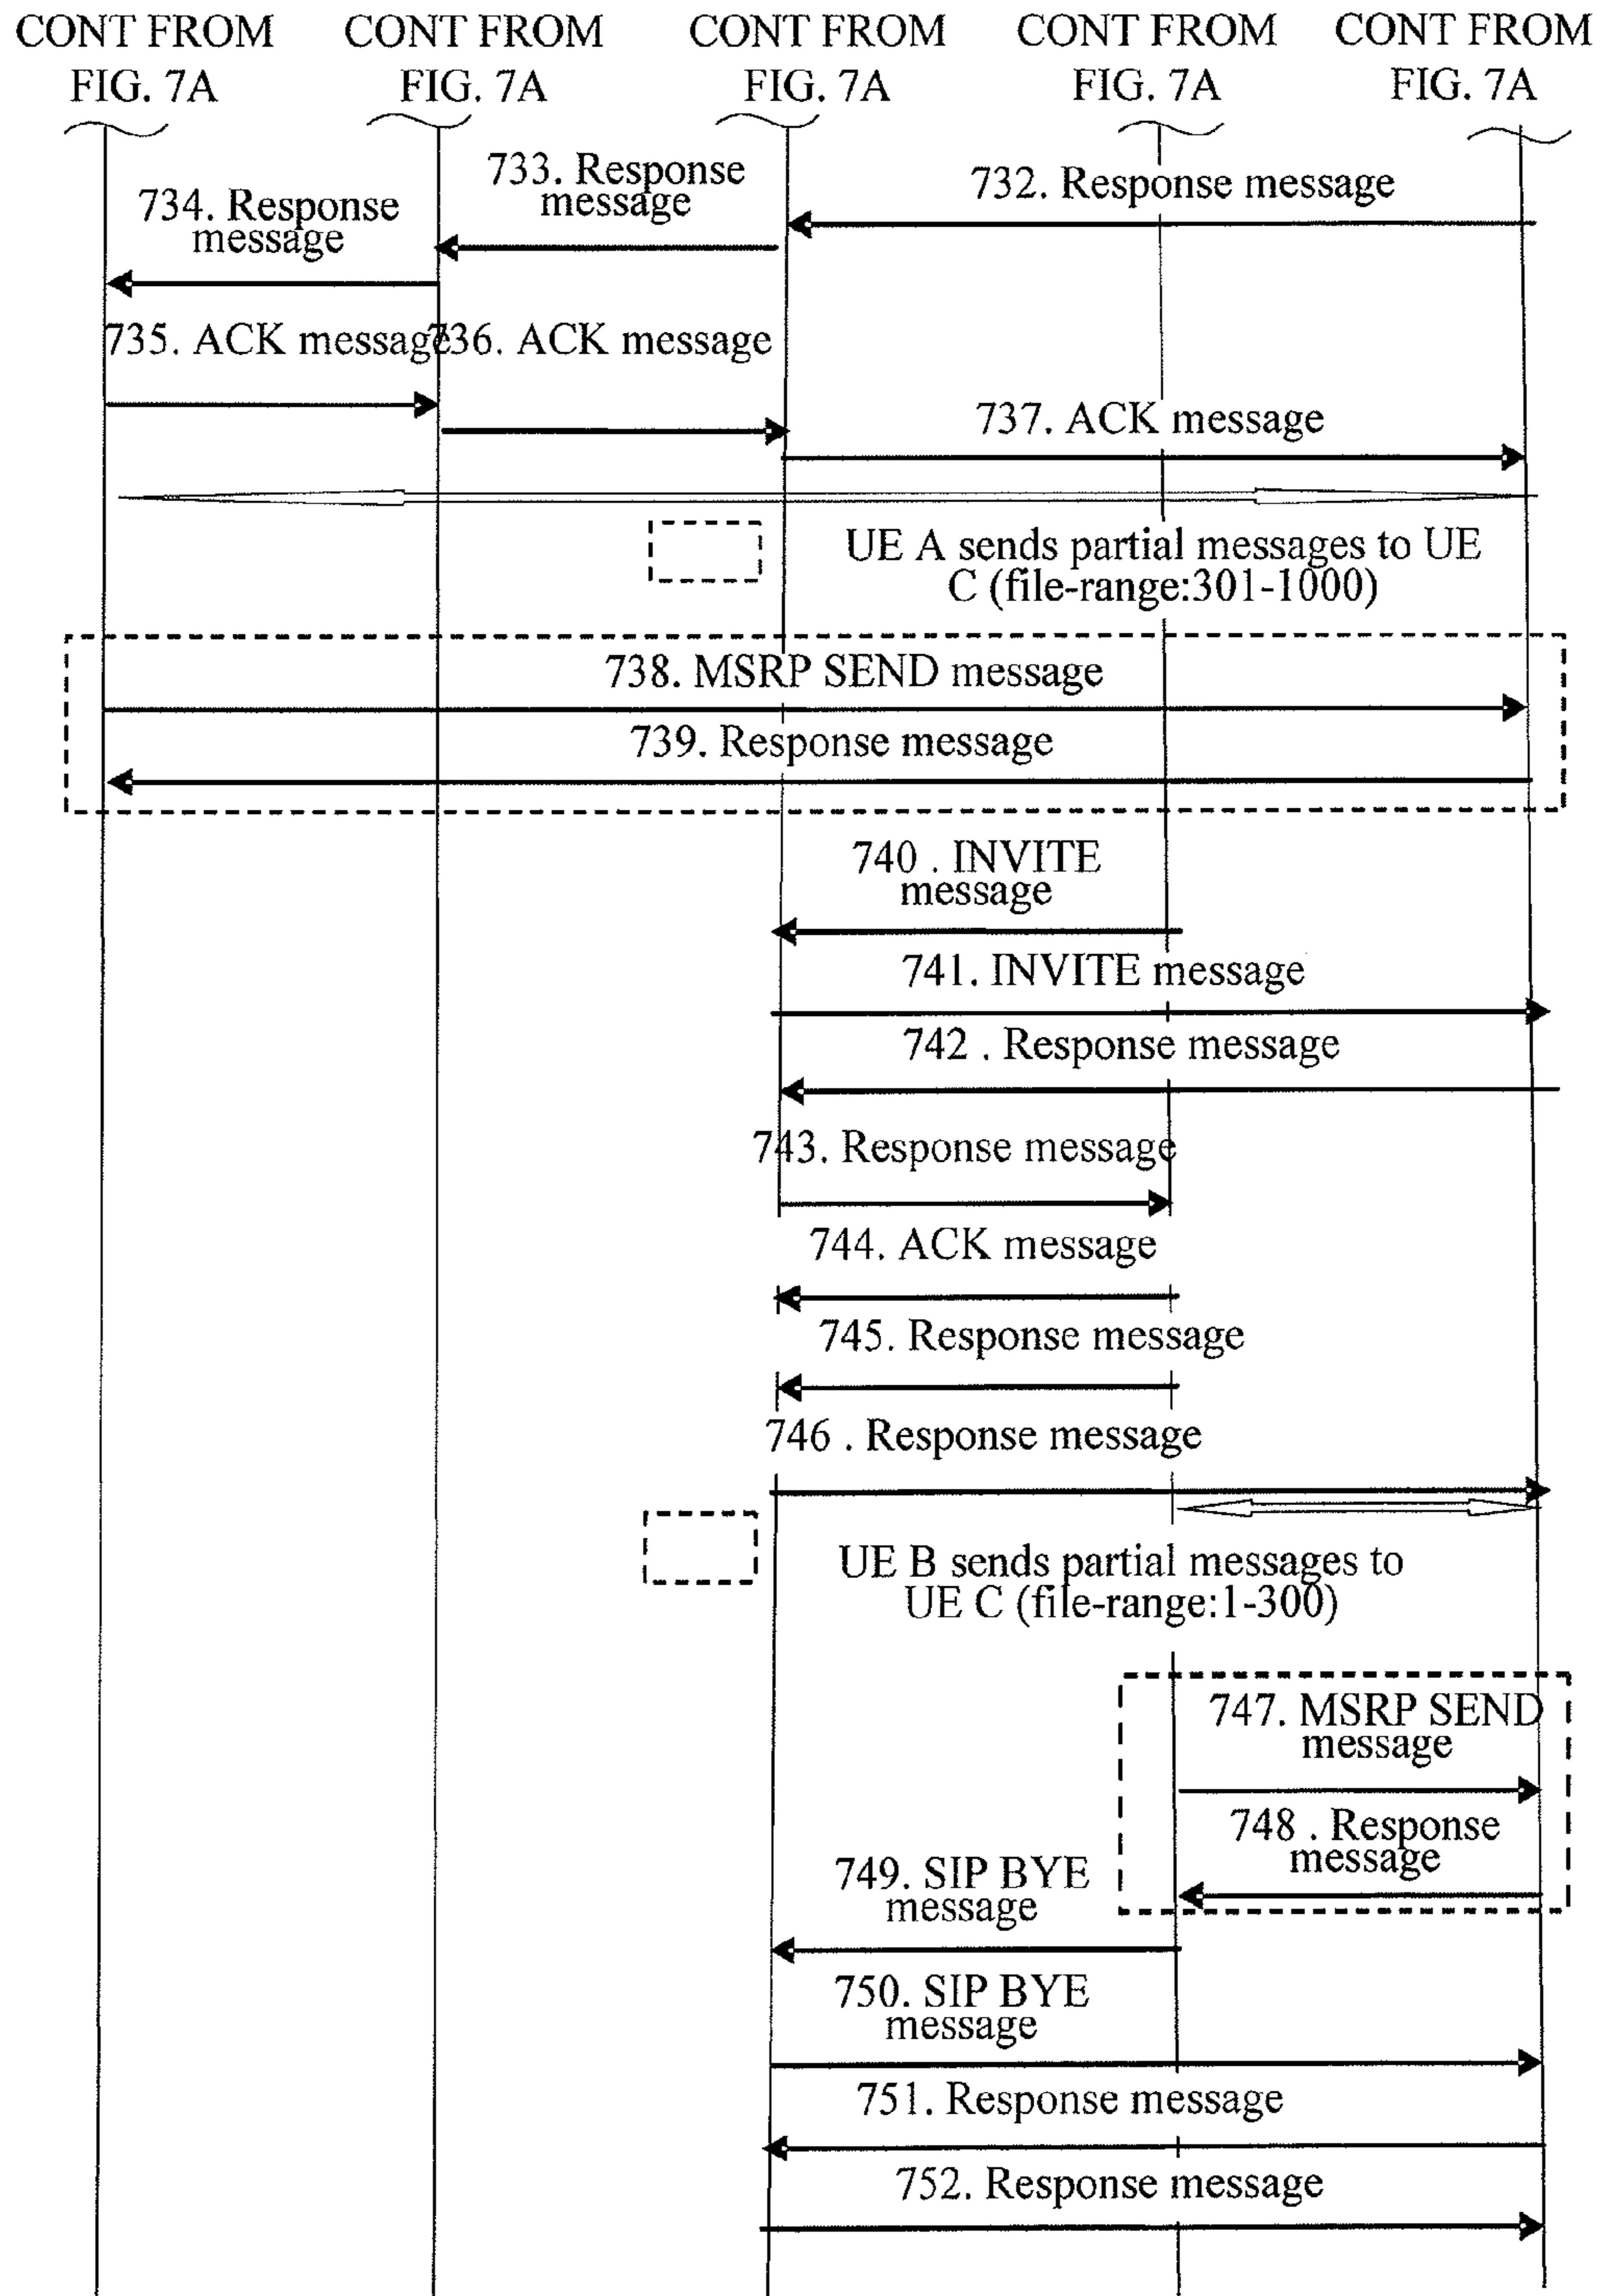 CONT FROM
FIG. 7A
CONT FROM
FIG. 7A
CONT FROM
FIG. 7A
CONT FROM
FIG. 7A
CONT FROM
FIG. 7A
732. Response message
733. Response
message
734. Response
message
735. ACK message
736. ACK message
737. ACK message
UE A sends partial messages to UE
C (file-range:301-1000)
738. MSRP SEND message
739. Response message
740 . INVITE
message
741. INVITE message
742 . Response message
743. Response message
744. ACK message
745. Response message
746 . Response message
UE B sends partial messages to
UE C (file-range:1-300)
747. MSRP SEND
message
748 . Response
message
749. SIP BYE
message
750. SIP BYE
message
751. Response message
752. Response message